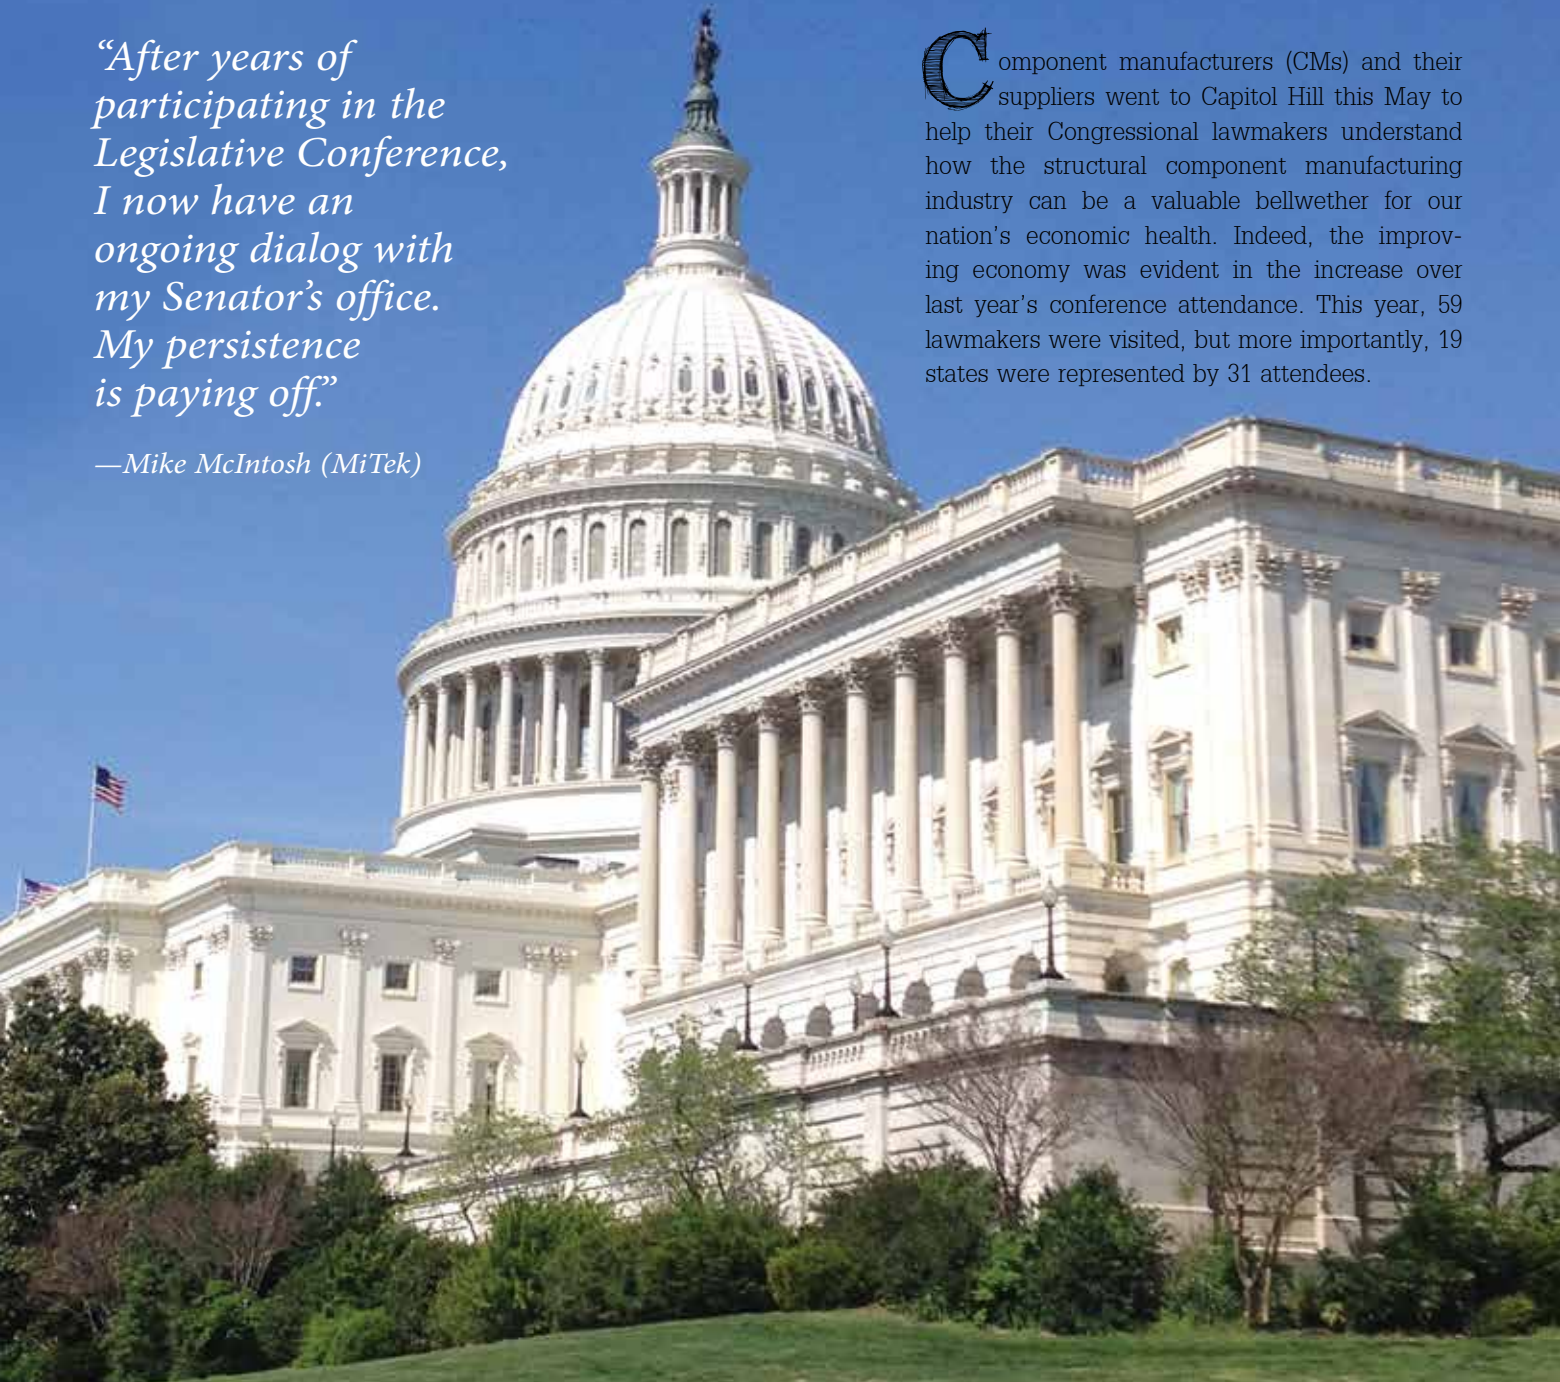 “After years of
participating in the
Legislative Conference,
I now have an
ongoing dialog with
my Senator’s office.
My persistence
is paying off.”
—Mike McIntosh (MiTek)
Component manufacturers (CMs) and their
suppliers went to Capitol Hill this May to
help their Congressional lawmakers understand
how the structural component manufacturing
industry can be a valuable bellwether for our
nation’s economic health. Indeed, the improv-
ing economy was evident in the increase over
last year’s conference attendance. This year, 59
lawmakers were visited, but more importantly, 19
states were represented by 31 attendees.